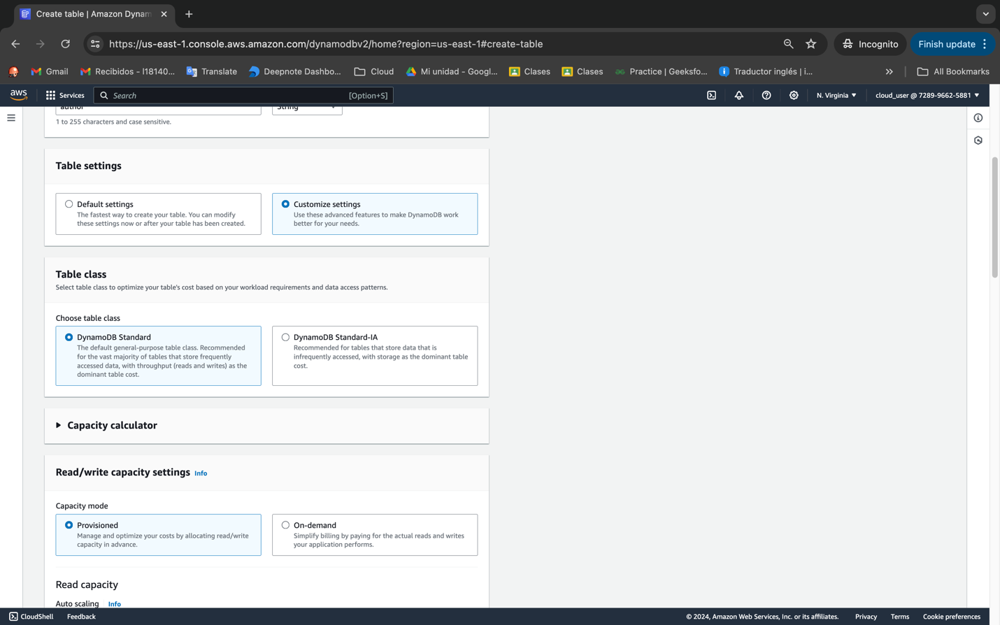 Create table | Amazon Dynam
https://us-east-1.console.aws.amazon.com/dynamodbv2/home?region=us-east-1#create-table
Incognito
Finish update
Gmail
Recibidos - l18140...
Translate
Deepnote Dashbo...
Cloud
Mi unidad - Googl...
Clases
Clases
Practice | Geeksfo...
Traductor inglés | i...
All Bookmarks
aws
Services
Search
[Option+S]
N. Virginia
cloud_user @ 7289-9662-5881
author
String
1 to 255 characters and case sensitive.
Table settings
Default settings
The fastest way to create your table. You can modify
these settings now or after your table has been created.
Customize settings
Use these advanced features to make DynamoDB work
better for your needs.
Table class
Select table class to optimize your table's cost based on your workload requirements and data access patterns.
Choose table class
DynamoDB Standard
The default general-purpose table class. Recommended
for the vast majority of tables that store frequently
accessed data, with throughput (reads and writes) as the
dominant table cost.
DynamoDB Standard-IA
Recommended for tables that store data that is
infrequently accessed, with storage as the dominant table
cost.
Capacity calculator
Read/write capacity settings Info
Capacity mode
Provisioned
Manage and optimize your costs by allocating read/write
capacity in advance.
On-demand
Simplify billing by paying for the actual reads and writes
your application performs.
Read capacity
Auto scaling Info
CloudShell
Feedback
© 2024, Amazon Web Services, Inc. or its affiliates.
Privacy
Terms
Cookie preferences